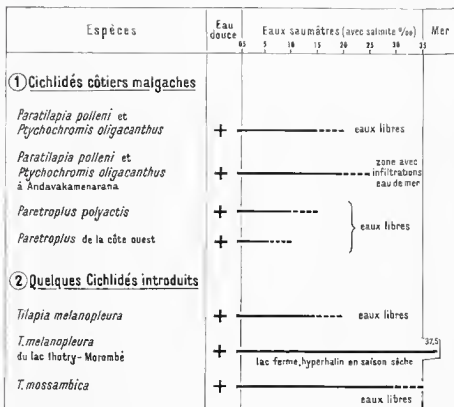 Espèces
Eau douce
Eaux saumâtres (avec salinite º/₀₀)
Mer
0.5 5 10 15 20 25 30 35
① Cichlidés côtiers malgaches
Paratilapia polleni et
Ptychochromis oligacanthus
+ eaux libres
Paratilapia polleni et
Ptychochromis oligacanthus
à Andavakamenarana
+ zone avec
infiltrations
eau de mer
Paretroplus polyactis +
eaux libres
Paretroplus de la côte ouest +
② Quelques Cichlidés introduits
Tilapia melanopleura + eaux libres
T. melanopleura
du lac Ihotry - Morombé
+ 37,5
lac fermé, hyperhalin en saison sèche
T. mossambica +
eaux libres